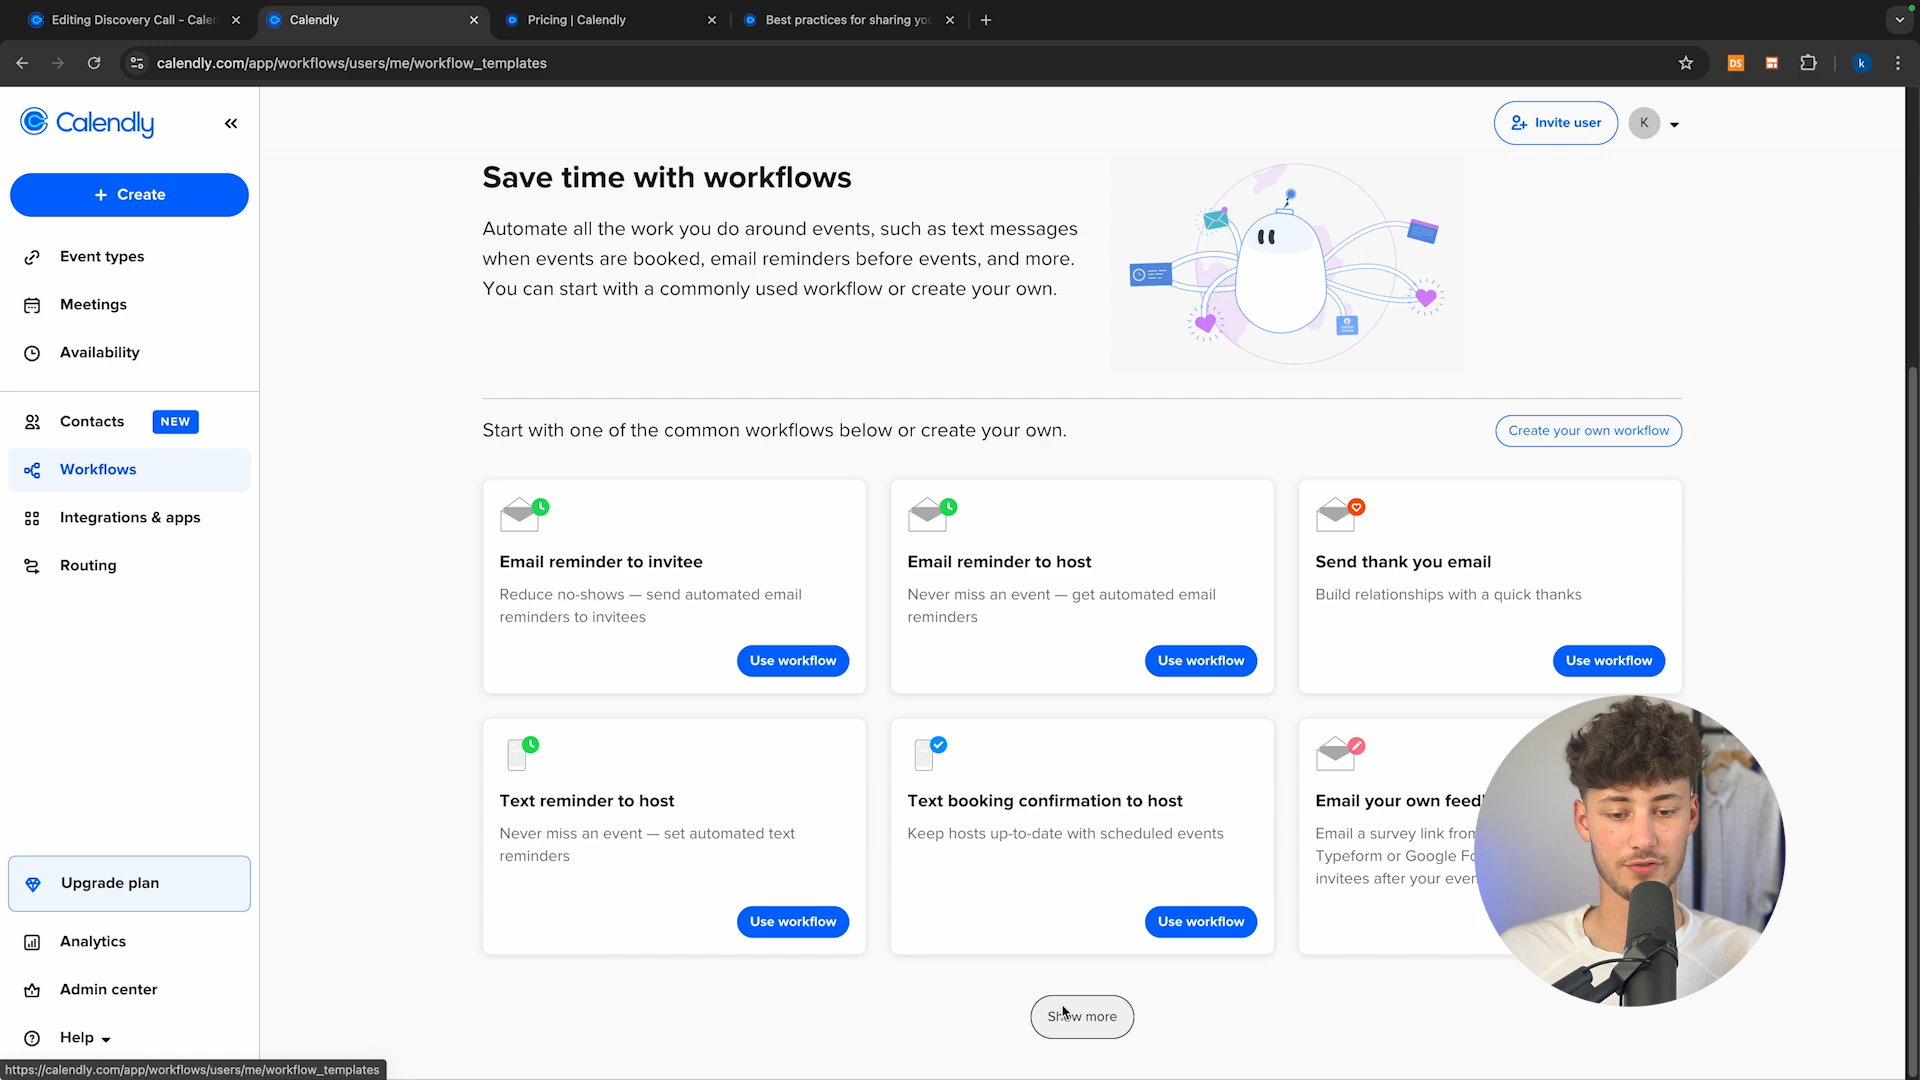 Editing Discovery Call - Calen
Calendly
Pricing | Calendly
Best practices for sharing yo
calendly.com/app/workflows/users/me/workflow_templates
DS
k
Calendly
Invite user
K
+ Create
Event types
Meetings
Availability
Contacts
NEW
Workflows
Integrations & apps
Routing
Upgrade plan
Analytics
Admin center
Help
https://calendly.com/app/workflows/users/me/workflow_templates
Save time with workflows
Automate all the work you do around events, such as text messages
when events are booked, email reminders before events, and more.
You can start with a commonly used workflow or create your own.
Start with one of the common workflows below or create your own.
Create your own workflow
Email reminder to invitee
Reduce no-shows — send automated email
reminders to invitees
Use workflow
Email reminder to host
Never miss an event — get automated email
reminders
Use workflow
Send thank you email
Build relationships with a quick thanks
Use workflow
Text reminder to host
Never miss an event — set automated text
reminders
Use workflow
Text booking confirmation to host
Keep hosts up-to-date with scheduled events
Use workflow
Email your own feed
Email a survey link from
Typeform or Google Fo
invitees after your even
Show more